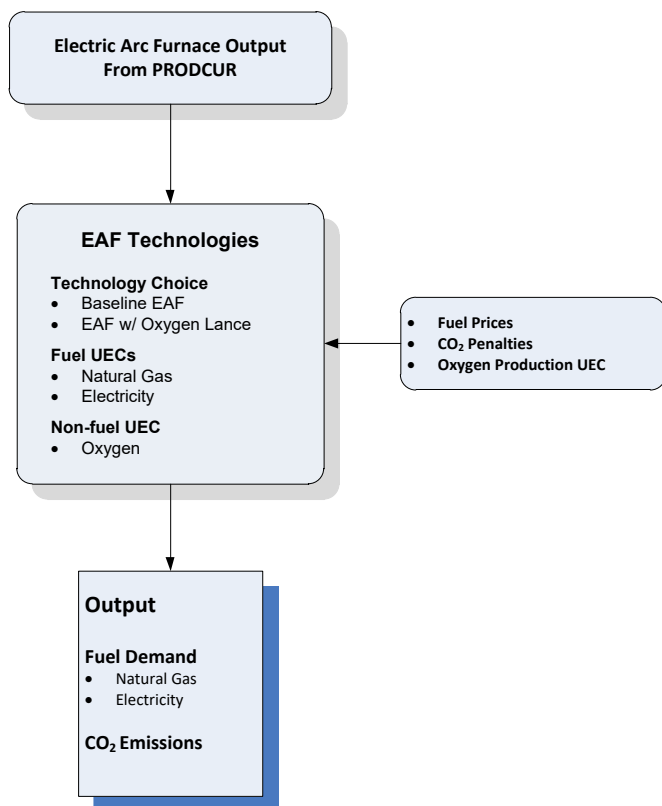 Electric Arc Furnace Output
From PRODCUR
EAF Technologies
Technology Choice
• Baseline EAF
• EAF w/ Oxygen Lance
Fuel UECs
• Natural Gas
• Electricity
Non-fuel UEC
• Oxygen
• Fuel Prices
• CO₂ Penalties
• Oxygen Production UEC
Output
Fuel Demand
• Natural Gas
• Electricity
CO₂ Emissions